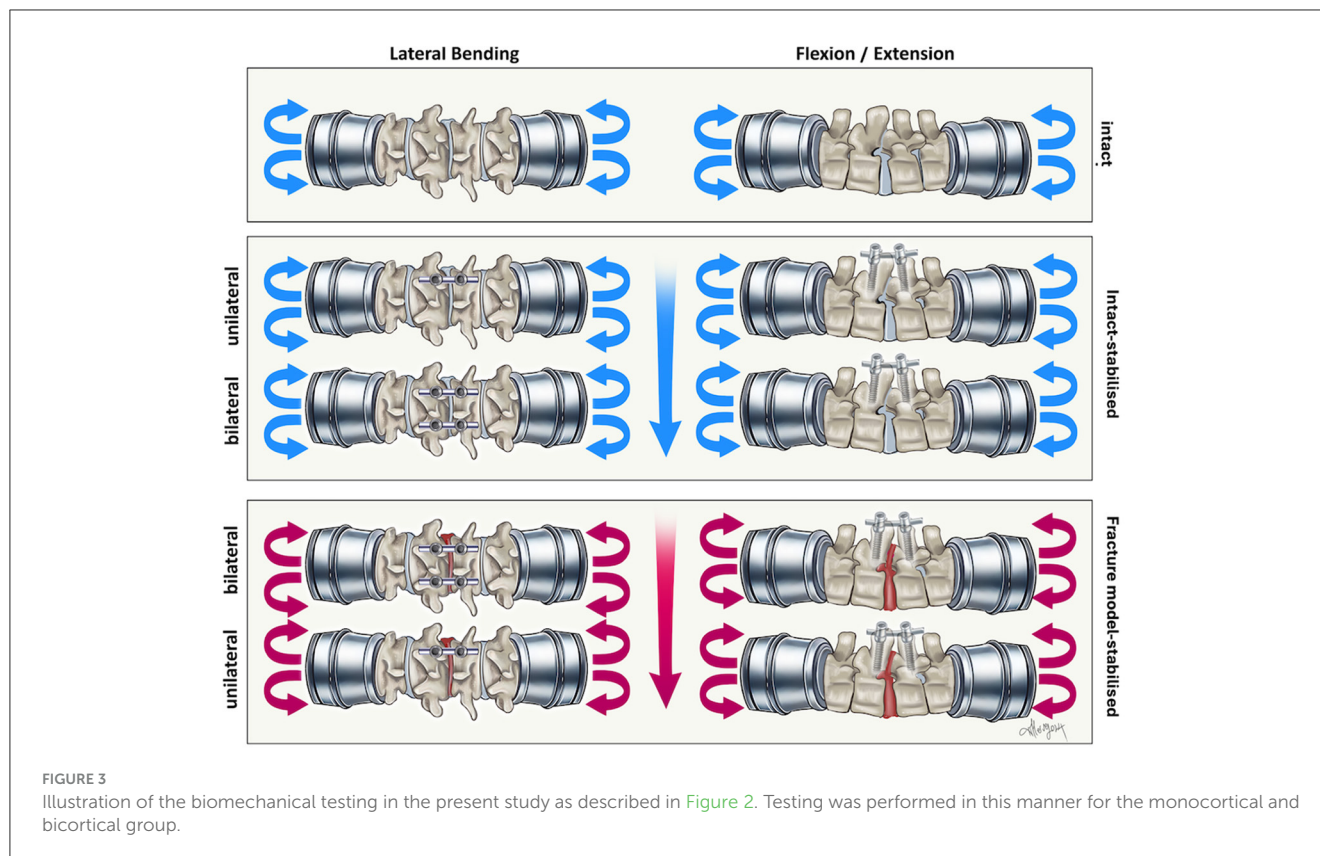 Lateral Bending
Flexion / Extension
intact
unilateral
bilateral
Intact-stabilised
bilateral
unilateral
Fracture model-stabilised
FIGURE 3
Illustration of the biomechanical testing in the present study as described in Figure 2. Testing was performed in this manner for the monocortical and
bicortical group.